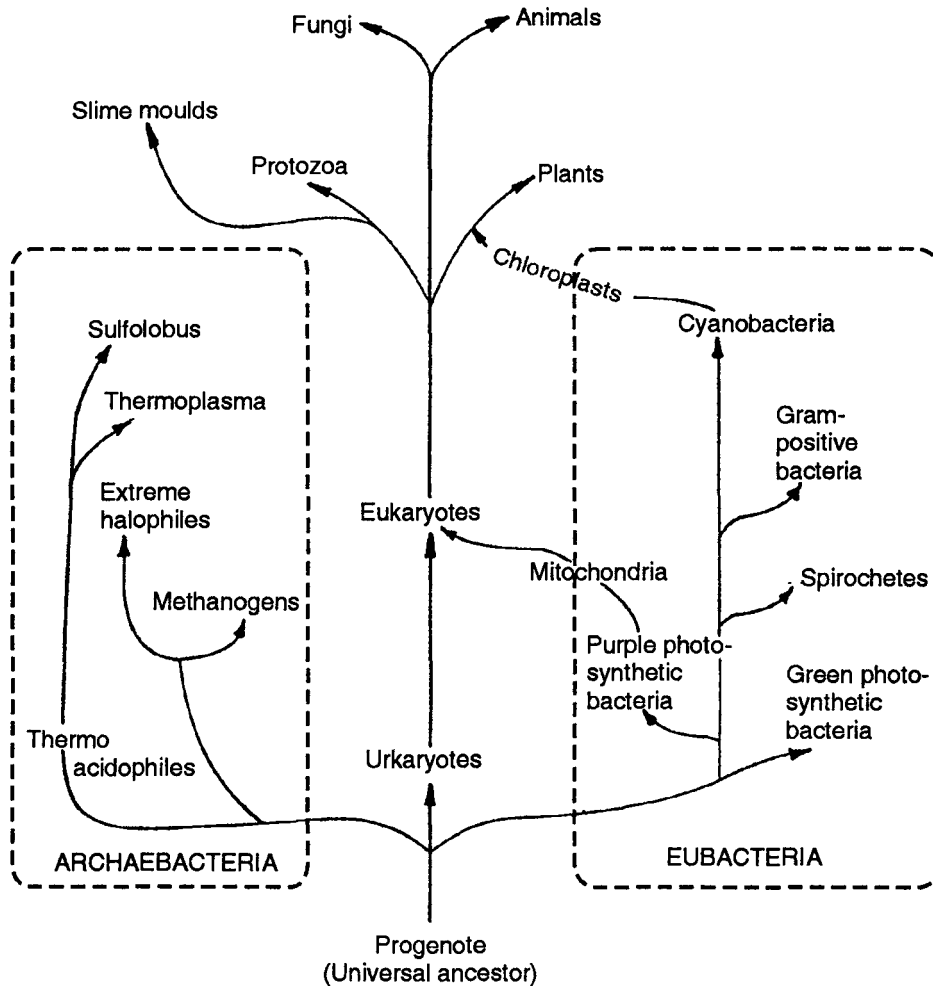 Fungi
Animals
Slime moulds
Protozoa
Plants
Chloroplasts
Sulfolobus
Cyanobacteria
Thermoplasma
Gram-
positive
bacteria
Extreme
halophiles
Eukaryotes
Mitochondria
Spirochetes
Methanogens
Purple photo-
synthetic
bacteria
Green photo-
synthetic
bacteria
Thermo
acidophiles
Urkaryotes
ARCHAEBACTERIA
EUBACTERIA
Progenote
(Universal ancestor)